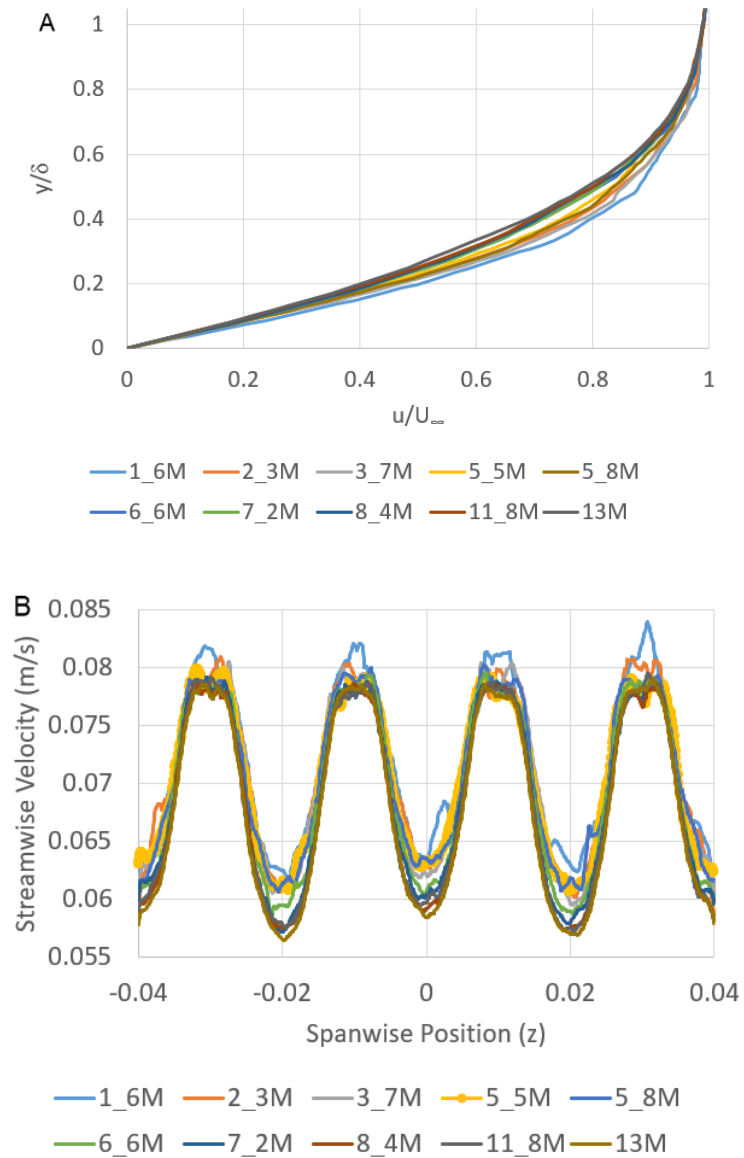 A
1
0.8
0.6
0.4
0.2
0
y/δ
0 0.2 0.4 0.6 0.8 1
u/U∞
1_6M 2_3M 3_7M 5_5M 5_8M
6_6M 7_2M 8_4M 11_8M 13M
B
0.085
0.08
0.075
0.07
0.065
0.06
0.055
Streamwise Velocity (m/s)
-0.04 -0.02 0 0.02 0.04
Spanwise Position (z)
1_6M 2_3M 3_7M 5_5M 5_8M
6_6M 7_2M 8_4M 11_8M 13M